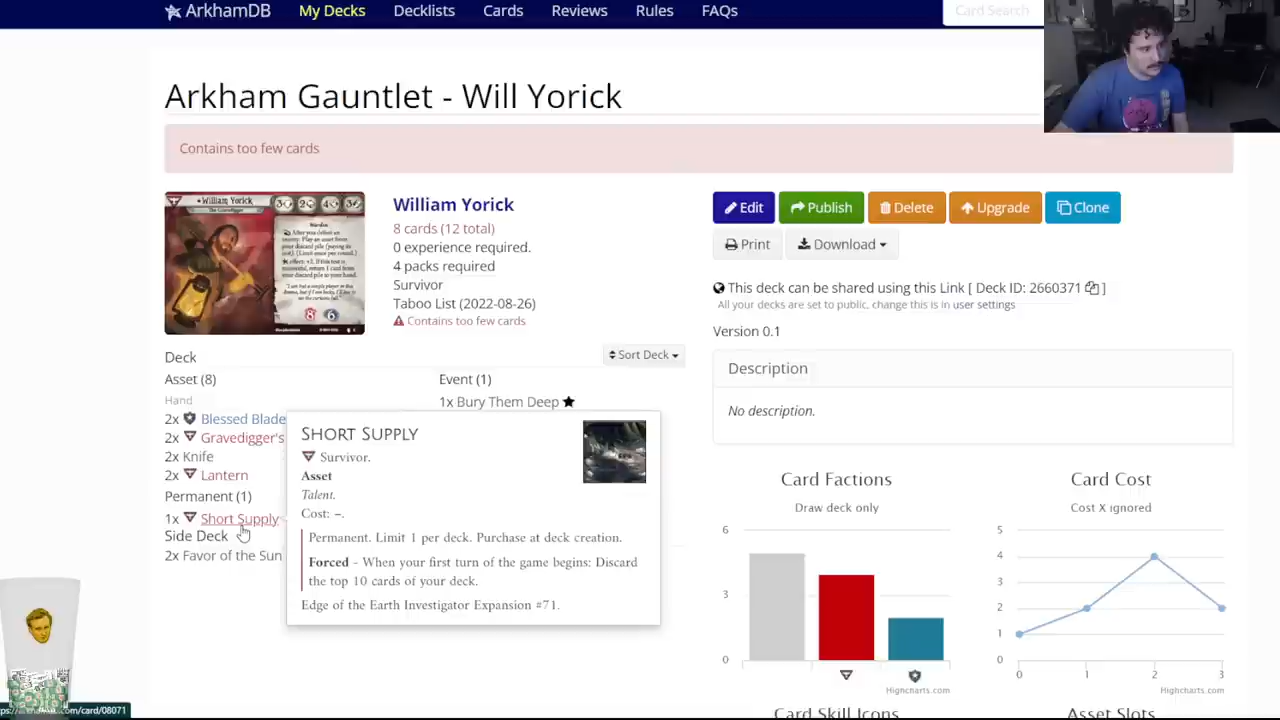 ArkhamDB
My Decks
Decklists
Cards
Reviews
Rules
FAQs
Card Search
Arkham Gauntlet - Will Yorick
Contains too few cards
William Yorick
William Yorick
8 cards (12 total)
0 experience required.
4 packs required
Survivor
Taboo List (2022-08-26)
Contains too few cards
Edit
Publish
Delete
Upgrade
Clone
Print
Download
This deck can be shared using this Link [ Deck ID: 2660371 ]
All your decks are set to public, change this in user settings
Version 0.1
Description
No description.
Deck
Sort Deck
Asset (8)
Hand
2x Blessed Blade
2x Gravedigger's
2x Knife
2x Lantern
Permanent (1)
1x Short Supply
Side Deck
2x Favor of the Sun
Event (1)
1x Bury Them Deep
SHORT SUPPLY
Survivor.
Asset
Talent.
Cost: –.
Permanent. Limit 1 per deck. Purchase at deck creation.
Forced - When your first turn of the game begins: Discard
the top 10 cards of your deck.
Edge of the Earth Investigator Expansion #71.
Card Factions
Draw deck only
6
3
0
Highcharts.com
Card Cost
Cost X ignored
5
4
3
2
1
0
0
1
2
3
Highcharts.com
Card Skill Icons
Asset Slots